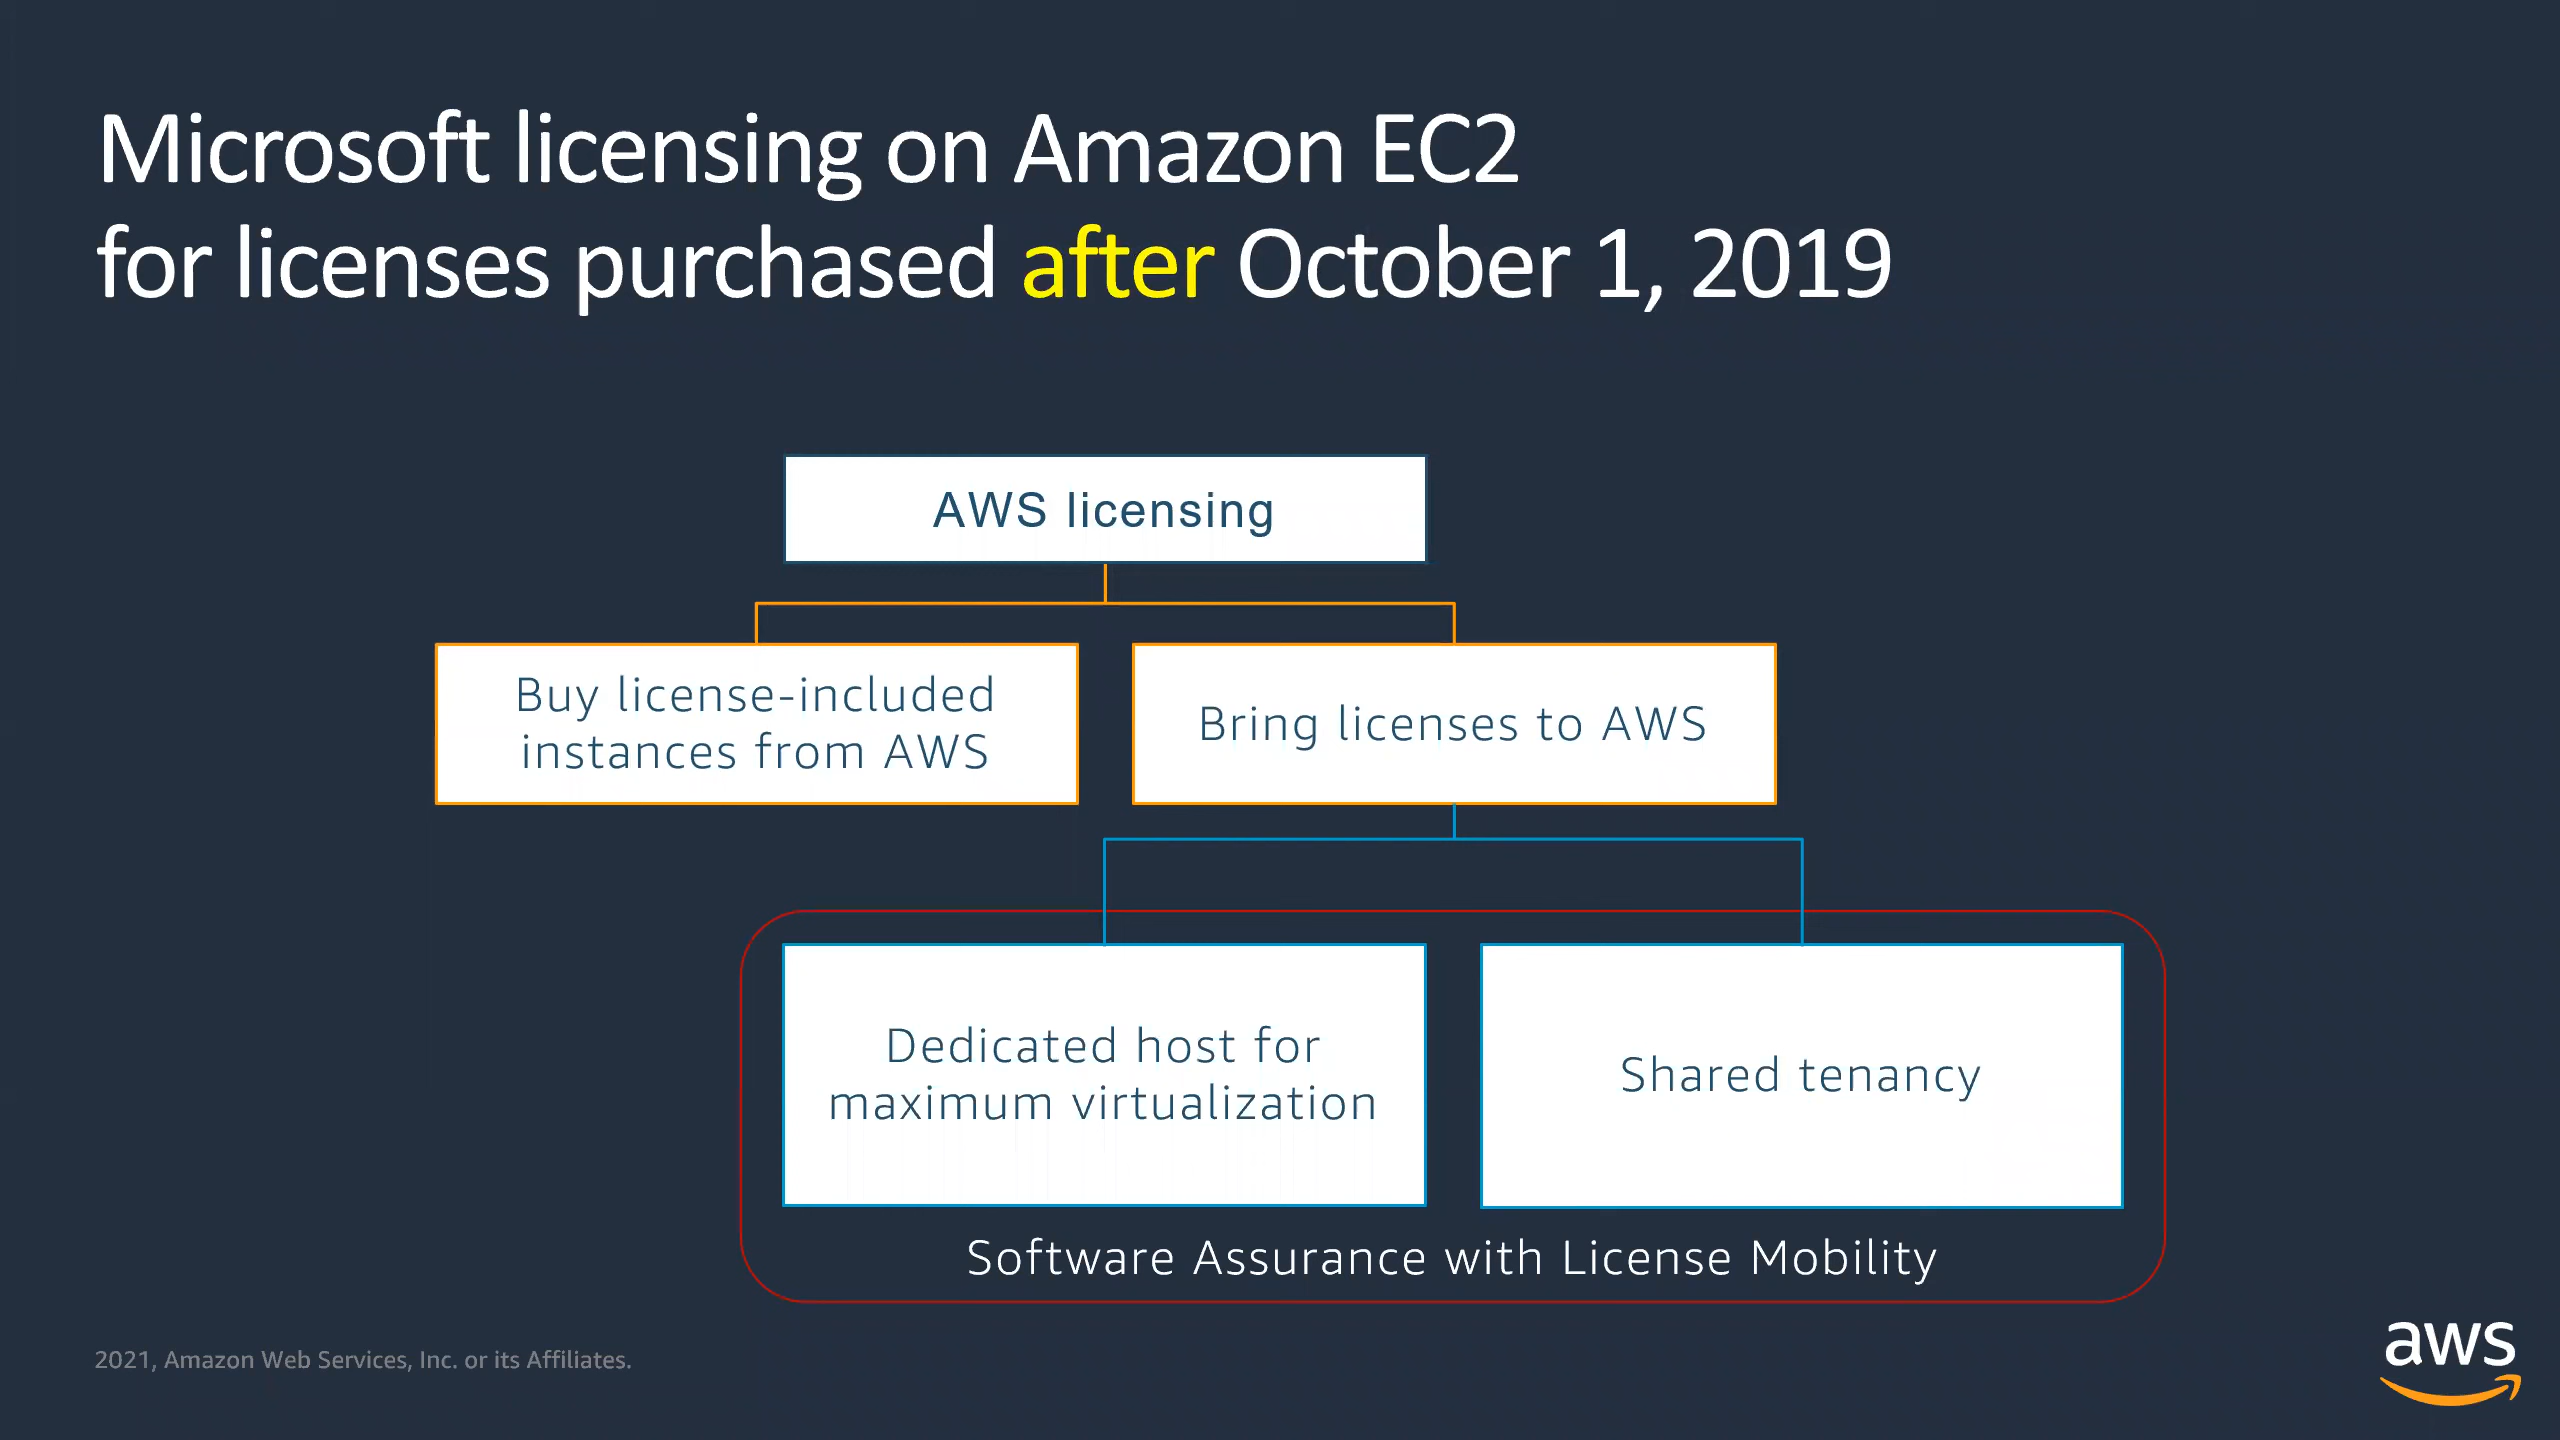 Microsoft licensing on Amazon EC2
for licenses purchased after October 1, 2019
AWS licensing
Buy license-included
instances from AWS
Bring licenses to AWS
Dedicated host for
maximum virtualization
Shared tenancy
Software Assurance with License Mobility
2021, Amazon Web Services, Inc. or its Affiliates.
aws